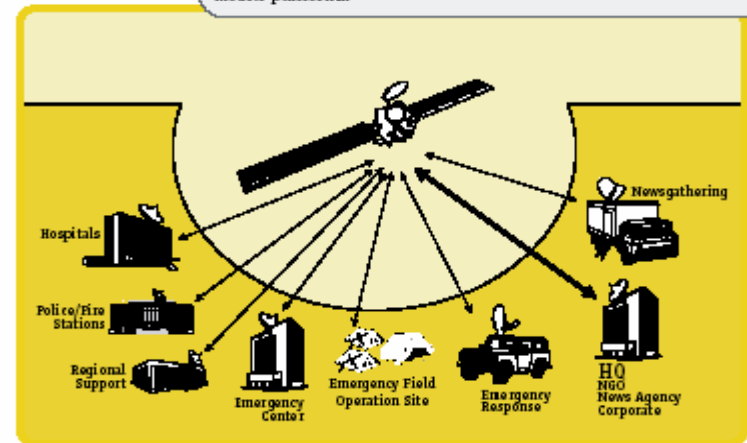 Newsgathering
Hospitals
Police/Fire
Stations
Regional
Support
Emergency
Center
Emergency Field
Operation Site
Emergency
Response
HQ
NGO
News Agency
Corporate